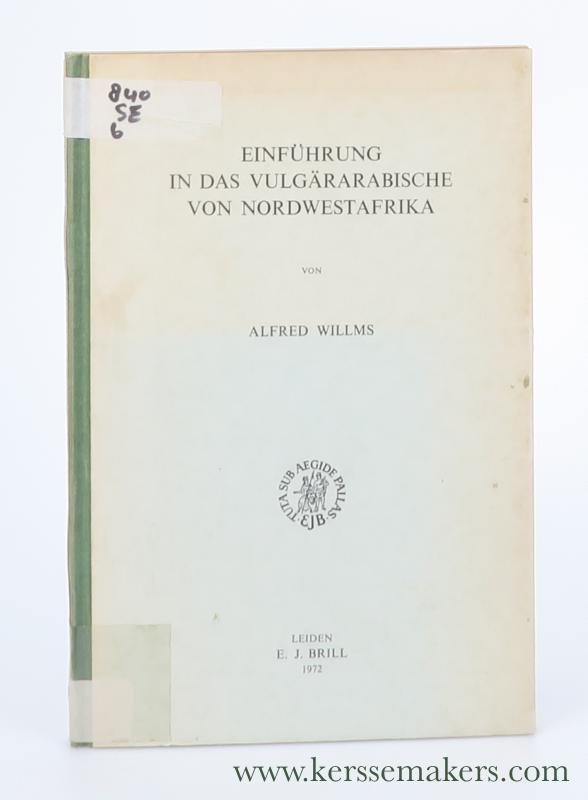 840
SE
6
EINFÜHRUNG
IN DAS VULGÄRARABISCHE
VON NORDWESTAFRIKA
VON
ALFRED WILLMS
TUTA SUB AEGIDE PALLAS
EJB
LEIDEN
E. J. BRILL
1972
www.kerssemakers.com